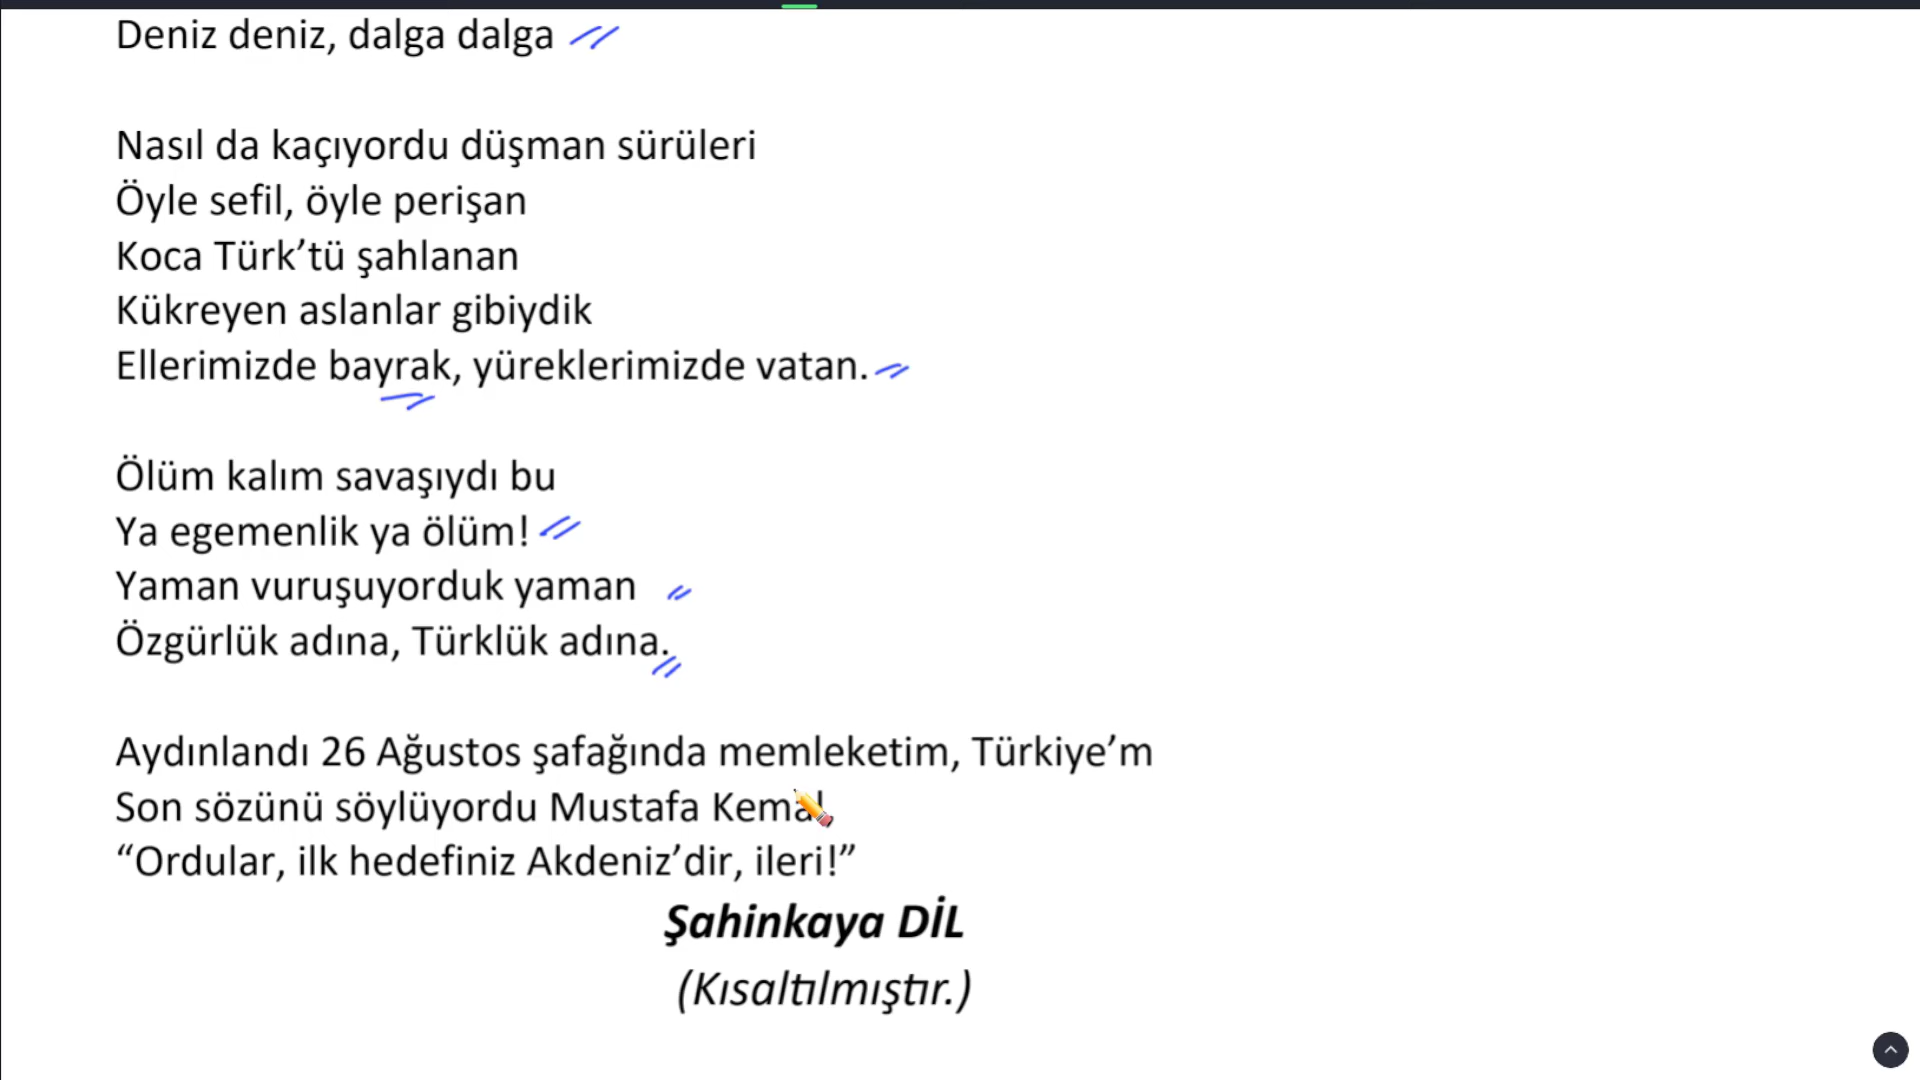 Deniz deniz, dalga dalga
Nasıl da kaçıyordu düşman sürüleri
Öyle sefil, öyle perişan
Koca Türk’tü şahlanan
Kükreyen aslanlar gibiydik
Ellerimizde bayrak, yüreklerimizde vatan.
Ölüm kalım savaşıydı bu
Ya egemenlik ya ölüm!
Yaman vuruşuyorduk yaman
Özgürlük adına, Türklük adına.
Aydınlandı 26 Ağustos şafağında memleketim, Türkiye’m
Son sözünü söylüyordu Mustafa Kemal
“Ordular, ilk hedefiniz Akdeniz’dir, ileri!”
Şahinkaya DİL
(Kısaltılmıştır.)